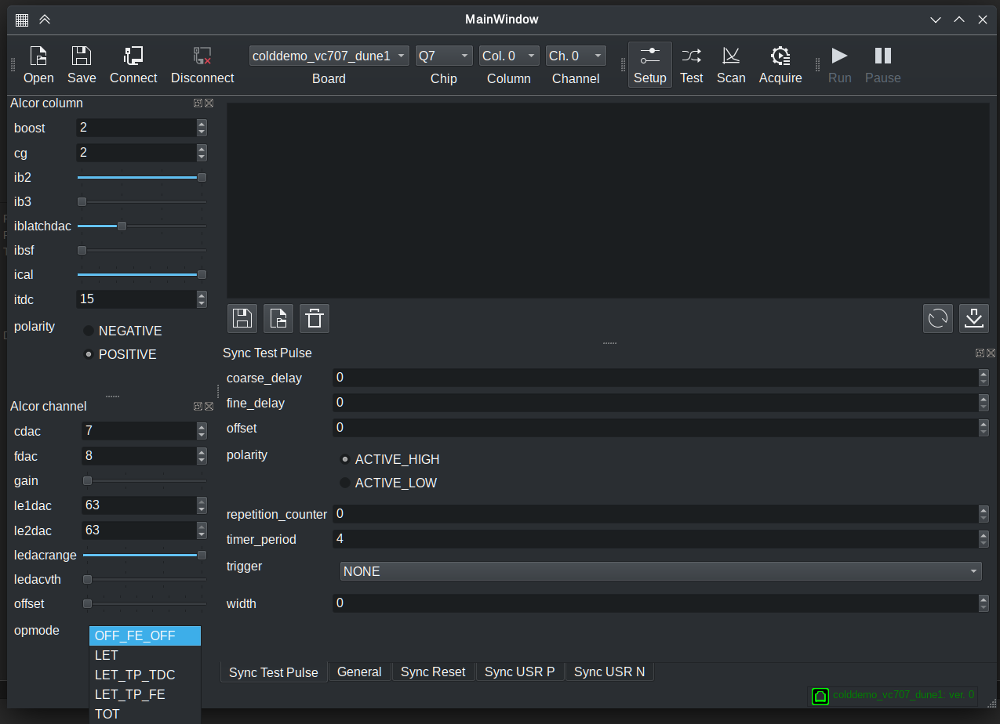 MainWindow
Open
Save
Connect
Disconnect
colddemo_vc707_dune1
Board
Q7
Chip
Col. 0
Column
Ch. 0
Channel
Setup
Test
Scan
Acquire
Run
Pause
Alcor column
boost 2
cg 2
ib2
ib3
iblatchdac
ibsf
ical
itdc 15
polarity
NEGATIVE
POSITIVE
Alcor channel
cdac 7
fdac 8
gain
le1dac 63
le2dac 63
ledacrange
ledacvth
offset
opmode
OFF_FE_OFF
LET
LET_TP_TDC
LET_TP_FE
TOT
Sync Test Pulse
coarse_delay 0
fine_delay 0
offset 0
polarity
ACTIVE_HIGH
ACTIVE_LOW
repetition_counter 0
timer_period 4
trigger
NONE
width 0
Sync Test Pulse
General
Sync Reset
Sync USR P
Sync USR N
colddemo_vc707_dune1: ver. 0